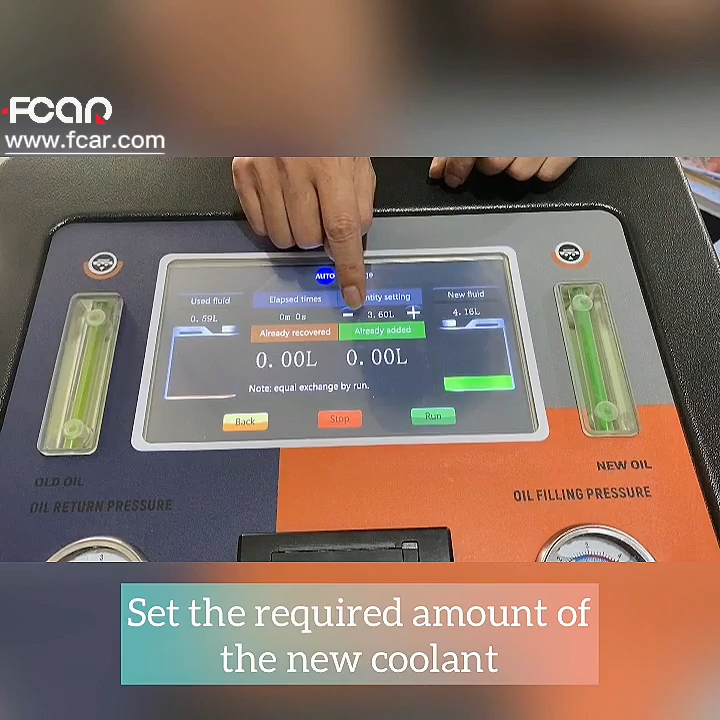 FCAR
www.fcar.com
AUTO
Used fluid
Elapsed times
ntity setting
New fluid
0.59L
0m 0s
- 3.60L +
4.16L
Already recovered
Already added
0.00L
0.00L
Note: equal exchange by run.
Back
Stop
Run
OLD OIL
OIL RETURN PRESSURE
NEW OIL
OIL FILLING PRESSURE
Set the required amount of
the new coolant